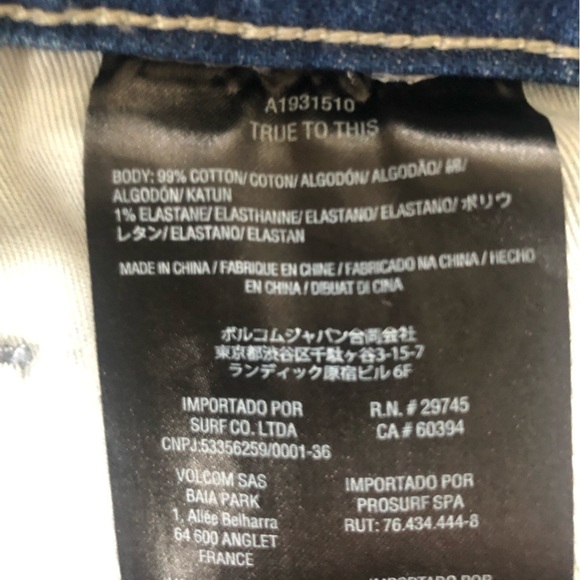 A1931510
TRUE TO THIS
BODY: 99% COTTON/ COTON/ ALGODÓN/ ALGODÃO/ 綿/
ALGODÓN/ KATUN
1% ELASTANE/ ELASTHANNE/ ELASTANO/ ELASTANO/ ポリウ
レタン/ ELASTANO/ ELASTAN
MADE IN CHINA / FABRIQUE EN CHINE / FABRICADO NA CHINA / HECHO
EN CHINA / DIBUAT DI CINA
ボルコムジャパン合同会社
東京都渋谷区千駄ヶ谷3-15-7
ランディック原宿ビル 6F
IMPORTADO POR
SURF CO. LTDA
CNPJ:53356259/0001-36
R.N. # 29745
CA # 60394
VOLCOM SAS
BAIA PARK
1, Allée Belharra
64 600 ANGLET
FRANCE
IMPORTADO POR
PROSURF SPA
RUT: 76.434.444-8
IMPORTADO POR